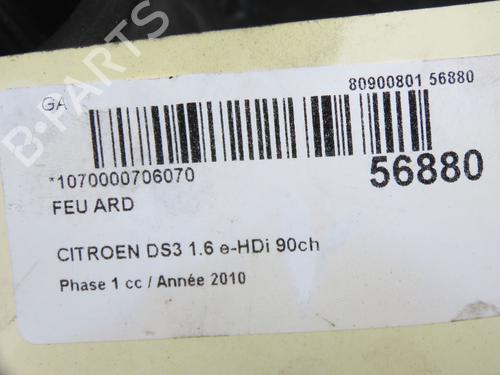 GA
80900801 56880
*1070000706070
56880
FEU ARD
CITROEN DS3 1.6 e-HDi 90ch
Phase 1 cc / Année 2010
B-PARTS